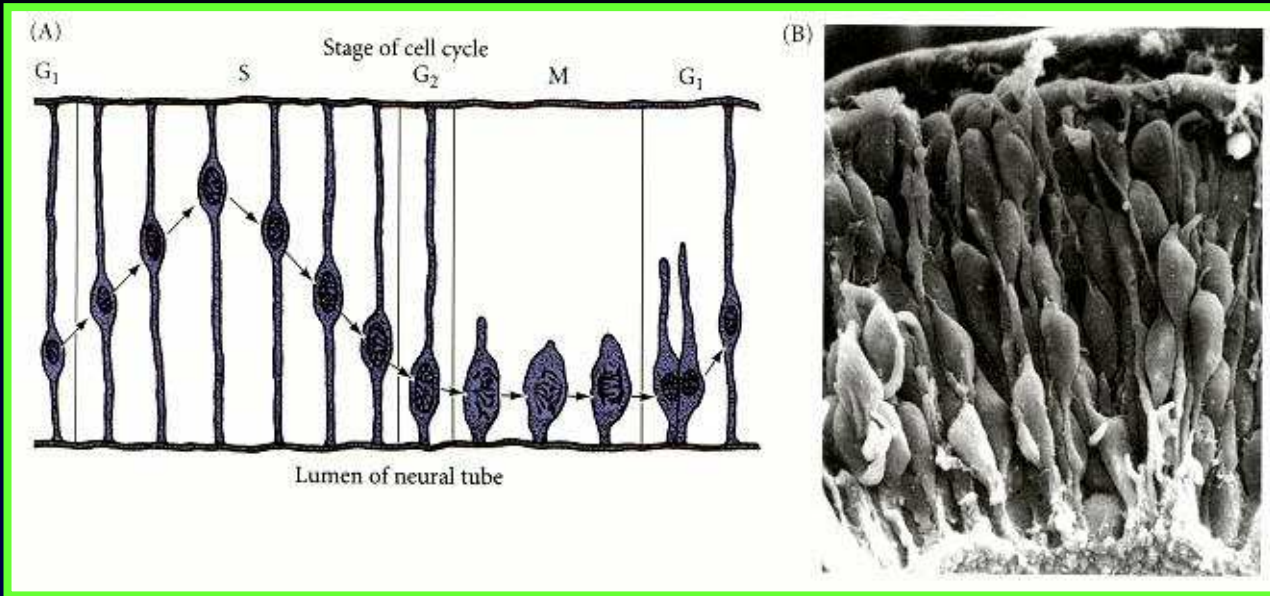 (A)
Stage of cell cycle
G₁ S G₂ M G₁
Lumen of neural tube
(B)